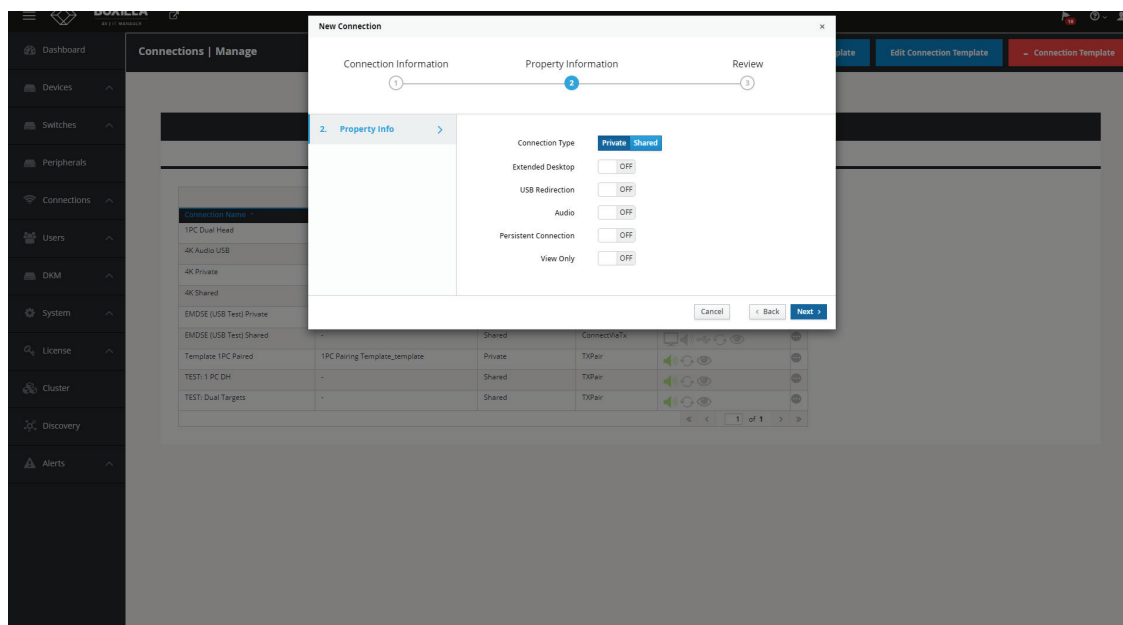 BOXILLA
New Connection
×
16
Dashboard
Connections | Manage
plate
Edit Connection Template
- Connection Template
Connection Information
Property Information
Review
1
2
3
Devices
Switches
Peripherals
Connections
Users
DKM
System
License
Cluster
Discovery
Alerts
2. Property Info >
Connection Type Private Shared
Extended Desktop OFF
USB Redirection OFF
Audio OFF
Persistent Connection OFF
View Only OFF
Cancel < Back Next >
Connection Name
1PC Dual Head
4K Audio USB
4K Private
4K Shared
EMDSE (USB Test) Private
EMDSE (USB Test) Shared - Shared ConnectViaTx
Template 1PC Paired 1PC Pairing Template_template Private TXPair
TEST: 1 PC DH - Shared TXPair
TEST: Dual Targets - Shared TXPair
« < 1 of 1 > »